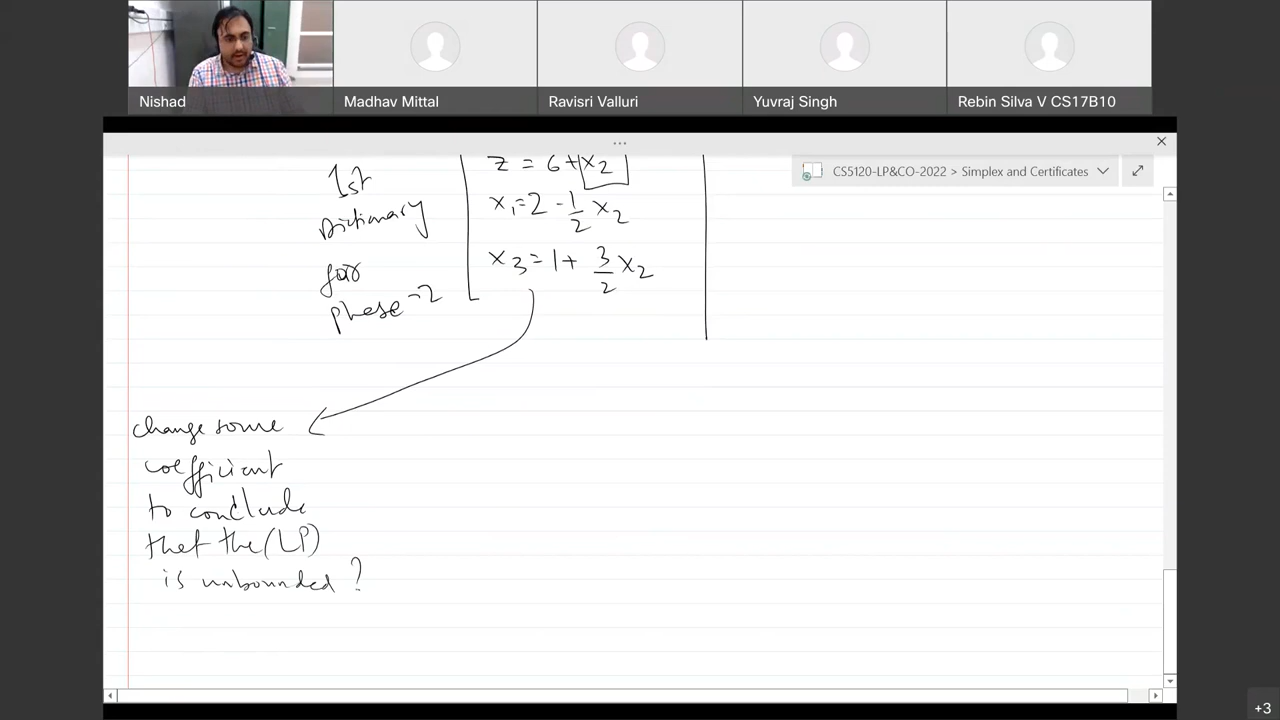 Nishad
Madhav Mittal
Ravisri Valluri
Yuvraj Singh
Rebin Silva V CS17B10
CS5120-LP&CO-2022 > Simplex and Certificates
1st
Dictionary
for
phase-2
z = 6 + x₂
x₁ = 2 - 1/2 x₂
x₃ = 1 + 3/2 x₂
change some
coefficient
to conclude
that the (LP)
is unbounded ?
+3